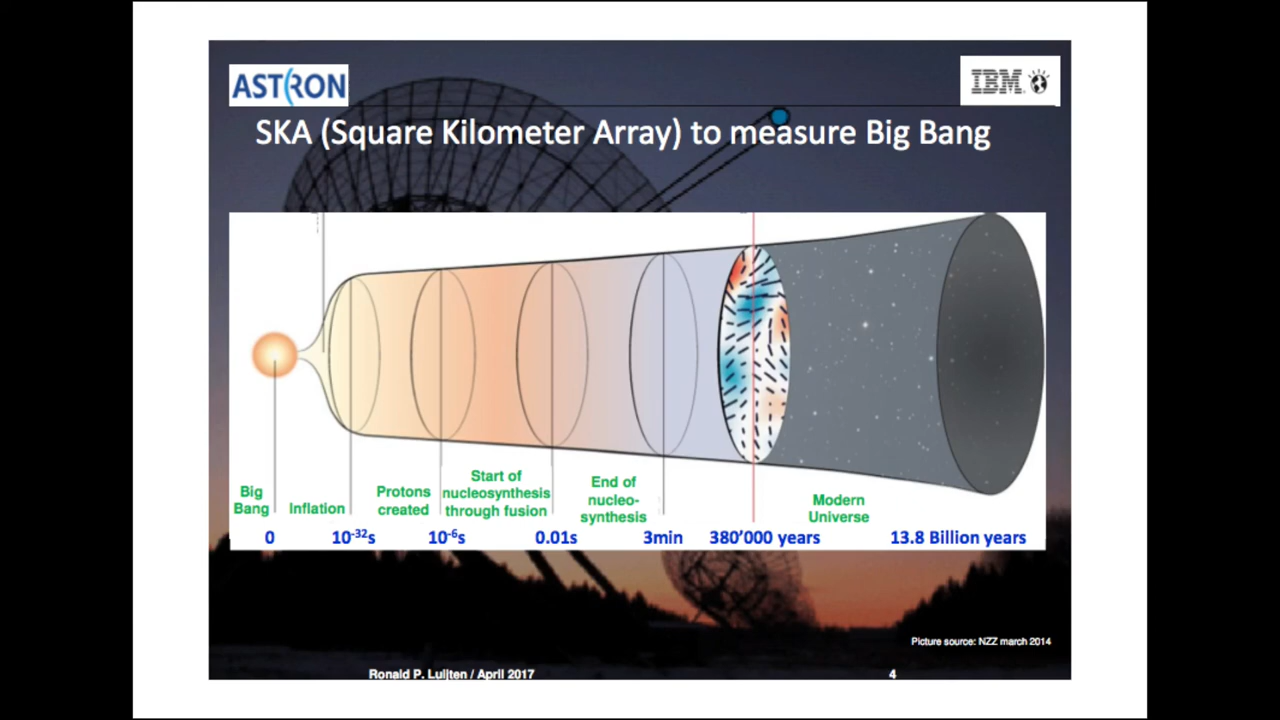 ASTRON
IBM
SKA (Square Kilometer Array) to measure Big Bang
Big
Bang
Inflation
Protons
created
Start of
nucleosynthesis
through fusion
End of
nucleo-
synthesis
Modern
Universe
0
10⁻³²s
10⁻⁶s
0.01s
3min
380’000 years
13.8 Billion years
Picture source: NZZ march 2014
Ronald P. Luijten / April 2017
4